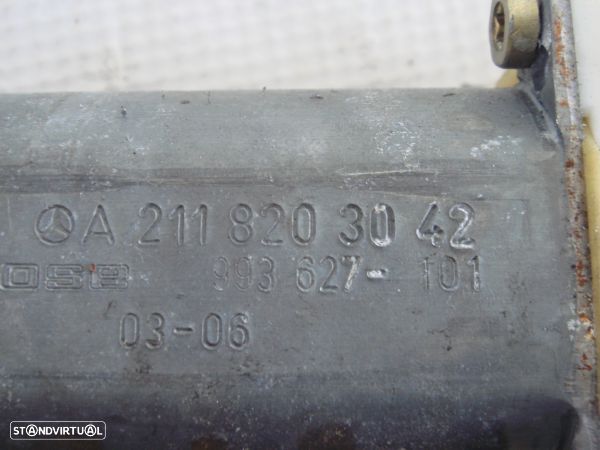 A 211 820 30 42
993 627-101
03-06
STANDVIRTUAL